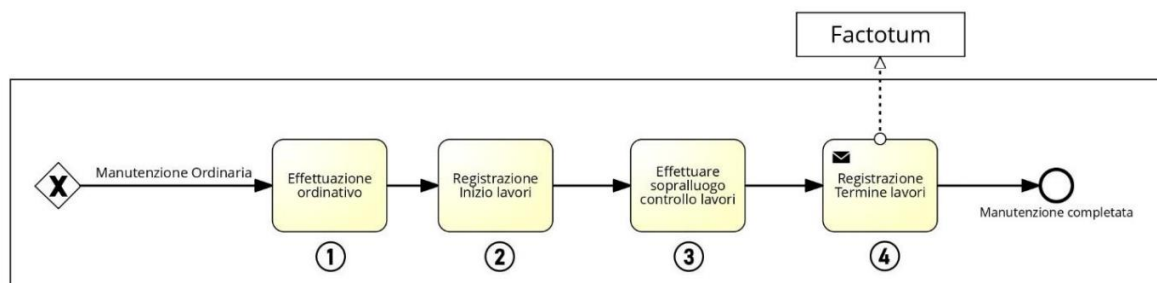 Factotum
Manutenzione Ordinaria
Effettuazione
ordinativo
Registrazione
Inizio lavori
Effettuare
sopralluogo
controllo lavori
Registrazione
Termine lavori
Manutenzione completata
1
2
3
4